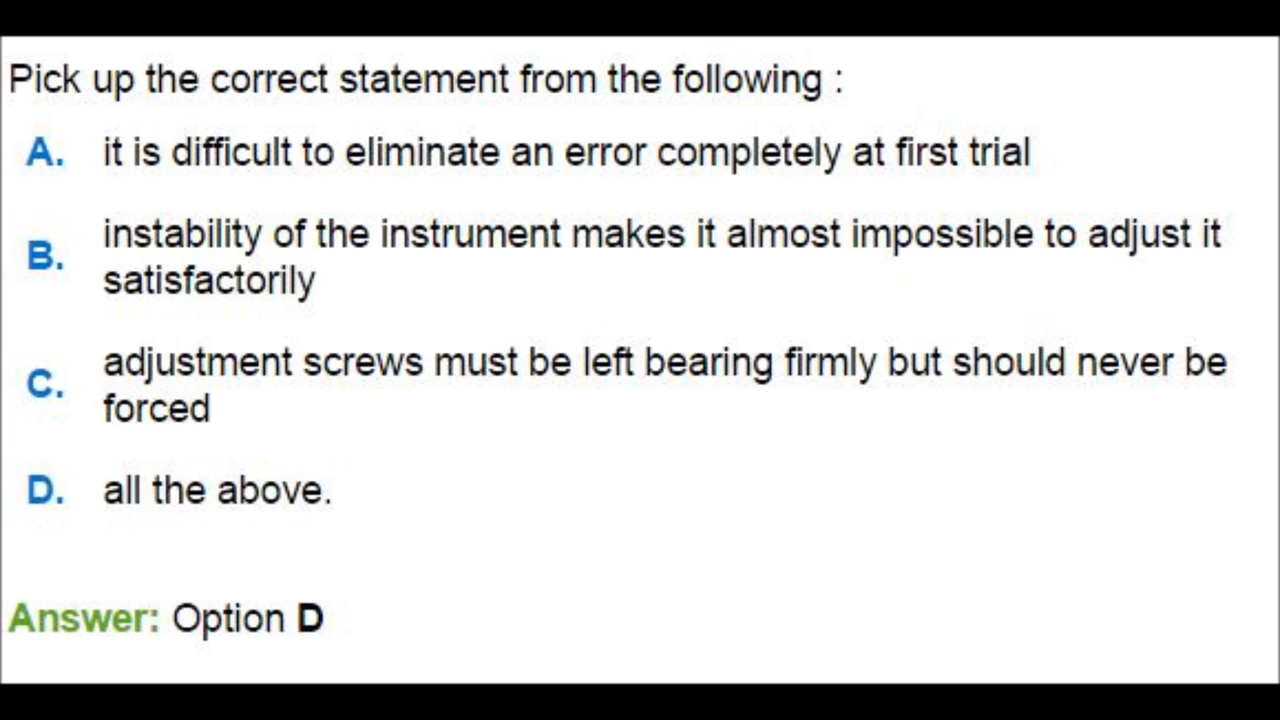 Pick up the correct statement from the following :
A. it is difficult to eliminate an error completely at first trial
B. instability of the instrument makes it almost impossible to adjust it
satisfactorily
C. adjustment screws must be left bearing firmly but should never be
forced
D. all the above.
Answer: Option D